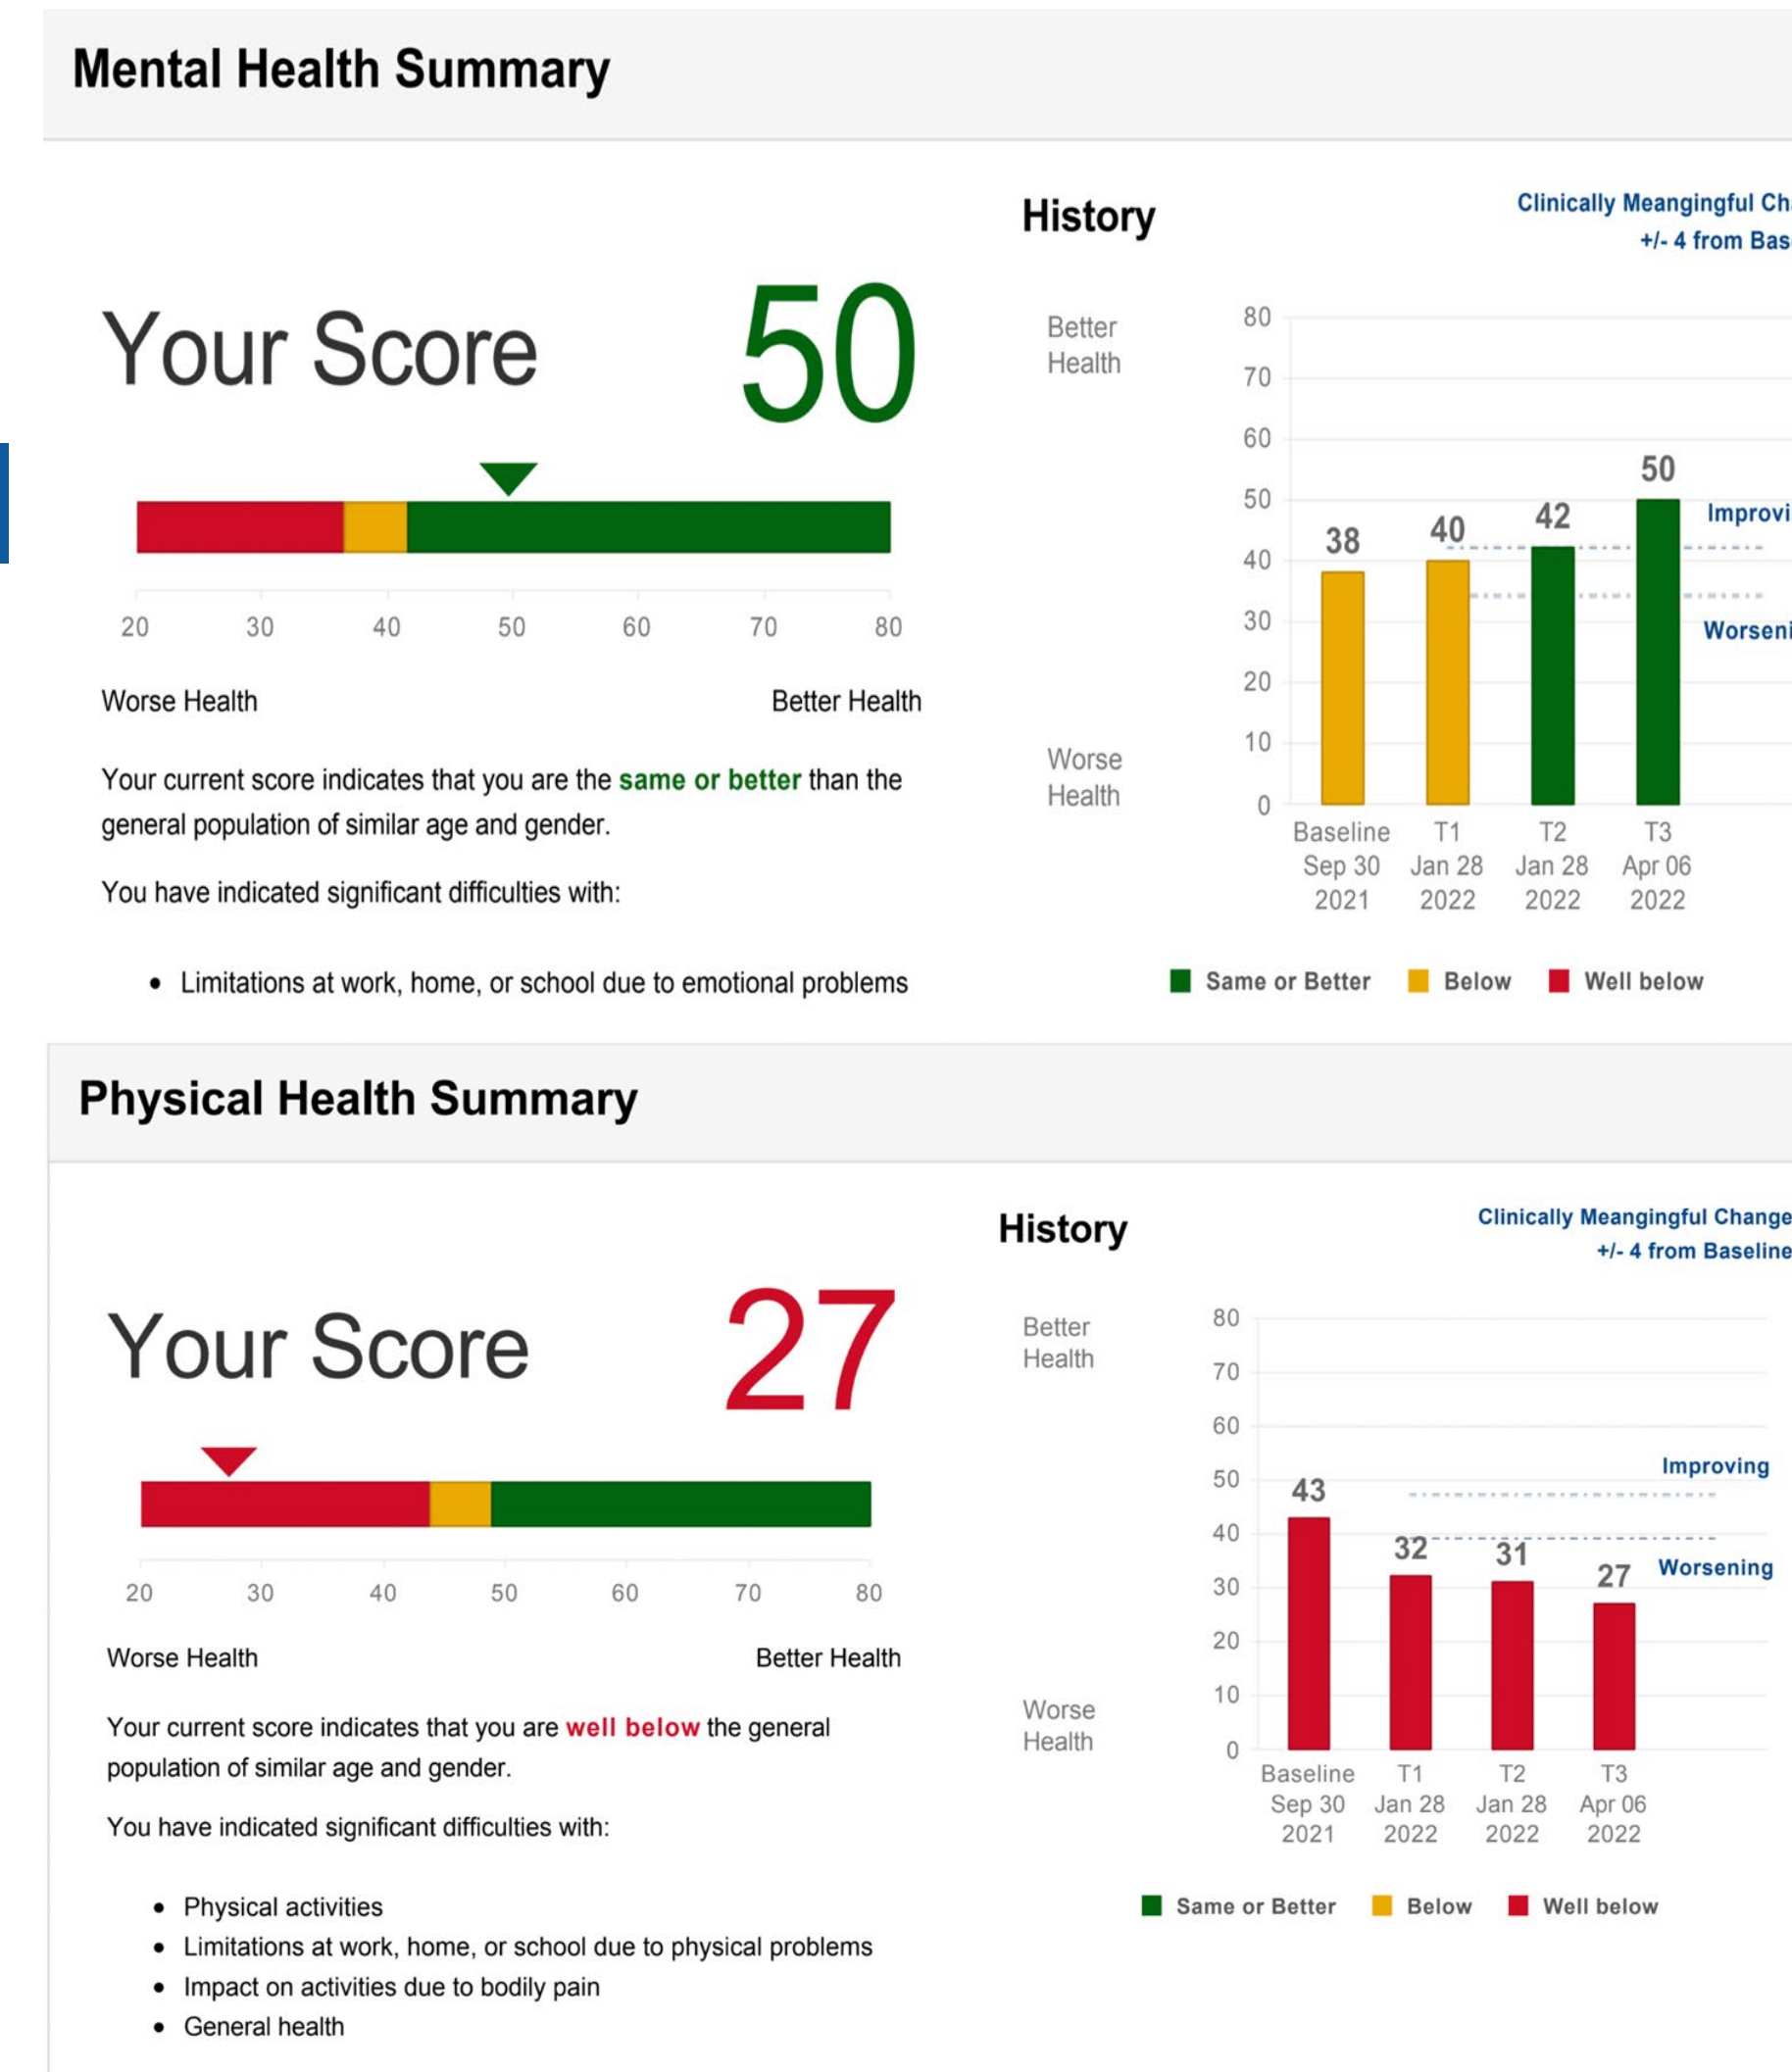 Mental Health Summary
Your Score
50
20 30 40 50 60 70 80
Worse Health Better Health
Your current score indicates that you are the same or better than the
general population of similar age and gender.
You have indicated significant difficulties with:
• Limitations at work, home, or school due to emotional problems
History
Clinically Meangingful Ch
+/- 4 from Bas
Better
Health
80
70
60
50
40
30
20
10
0
Worse
Health
38 40 42 50
Improvi
Worseni
Baseline T1 T2 T3
Sep 30 Jan 28 Jan 28 Apr 06
2021 2022 2022 2022
Same or Better Below Well below
Physical Health Summary
Your Score
27
20 30 40 50 60 70 80
Worse Health Better Health
Your current score indicates that you are well below the general
population of similar age and gender.
You have indicated significant difficulties with:
• Physical activities
• Limitations at work, home, or school due to physical problems
• Impact on activities due to bodily pain
• General health
History
Clinically Meangingful Change
+/- 4 from Baseline
Better
Health
80
70
60
50
40
30
20
10
0
Worse
Health
43 32 31 27
Improving
Worsening
Baseline T1 T2 T3
Sep 30 Jan 28 Jan 28 Apr 06
2021 2022 2022 2022
Same or Better Below Well below